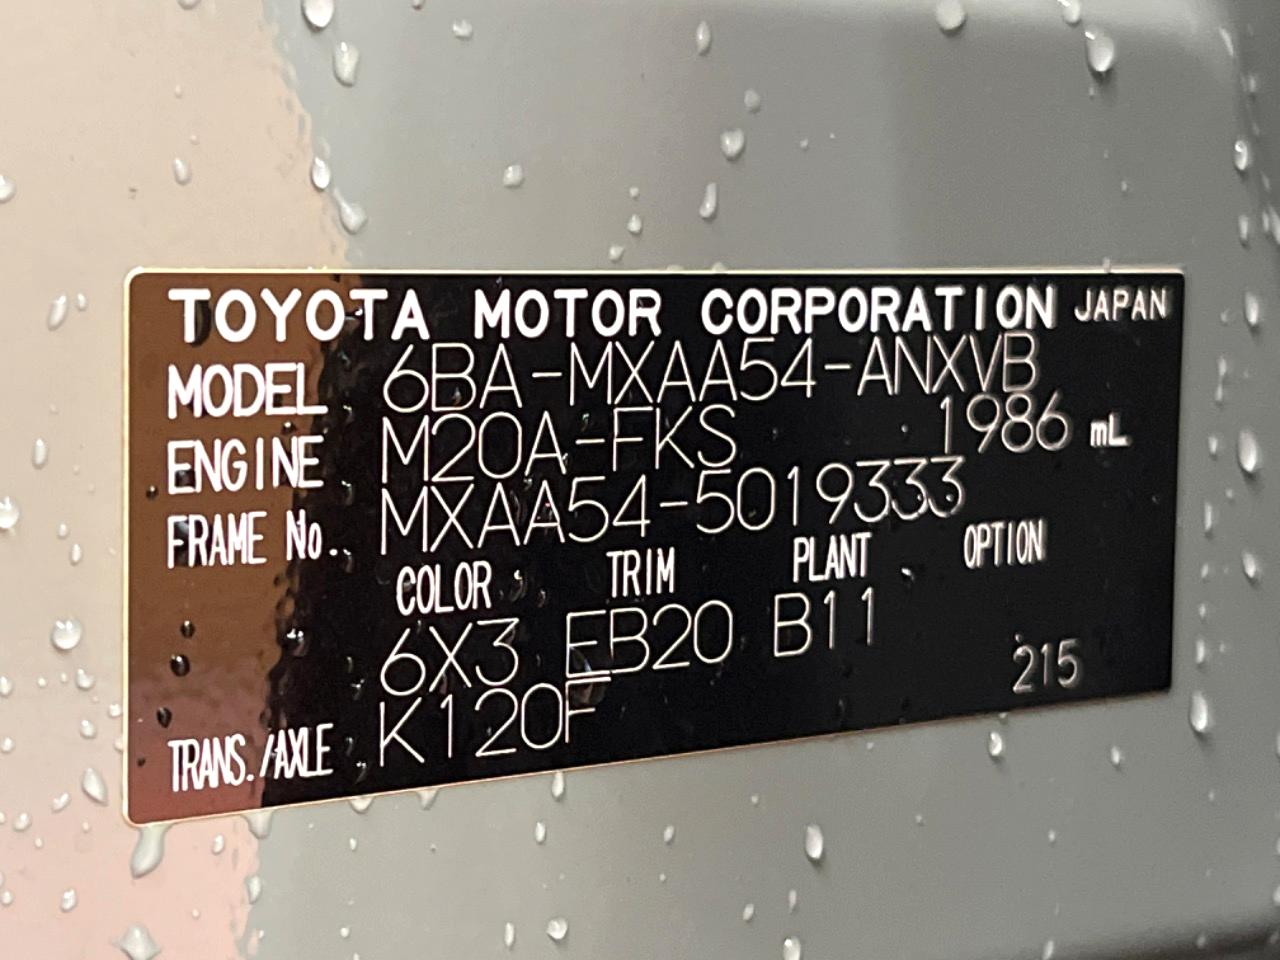 TOYOTA MOTOR CORPORATION JAPAN
MODEL 6BA-MXAA54-ANXVB
ENGINE M20A-FKS 1986 mL
FRAME No. MXAA54-5019333
COLOR TRIM PLANT OPTION
6X3 EB20 B11
215
TRANS./AXLE K120F